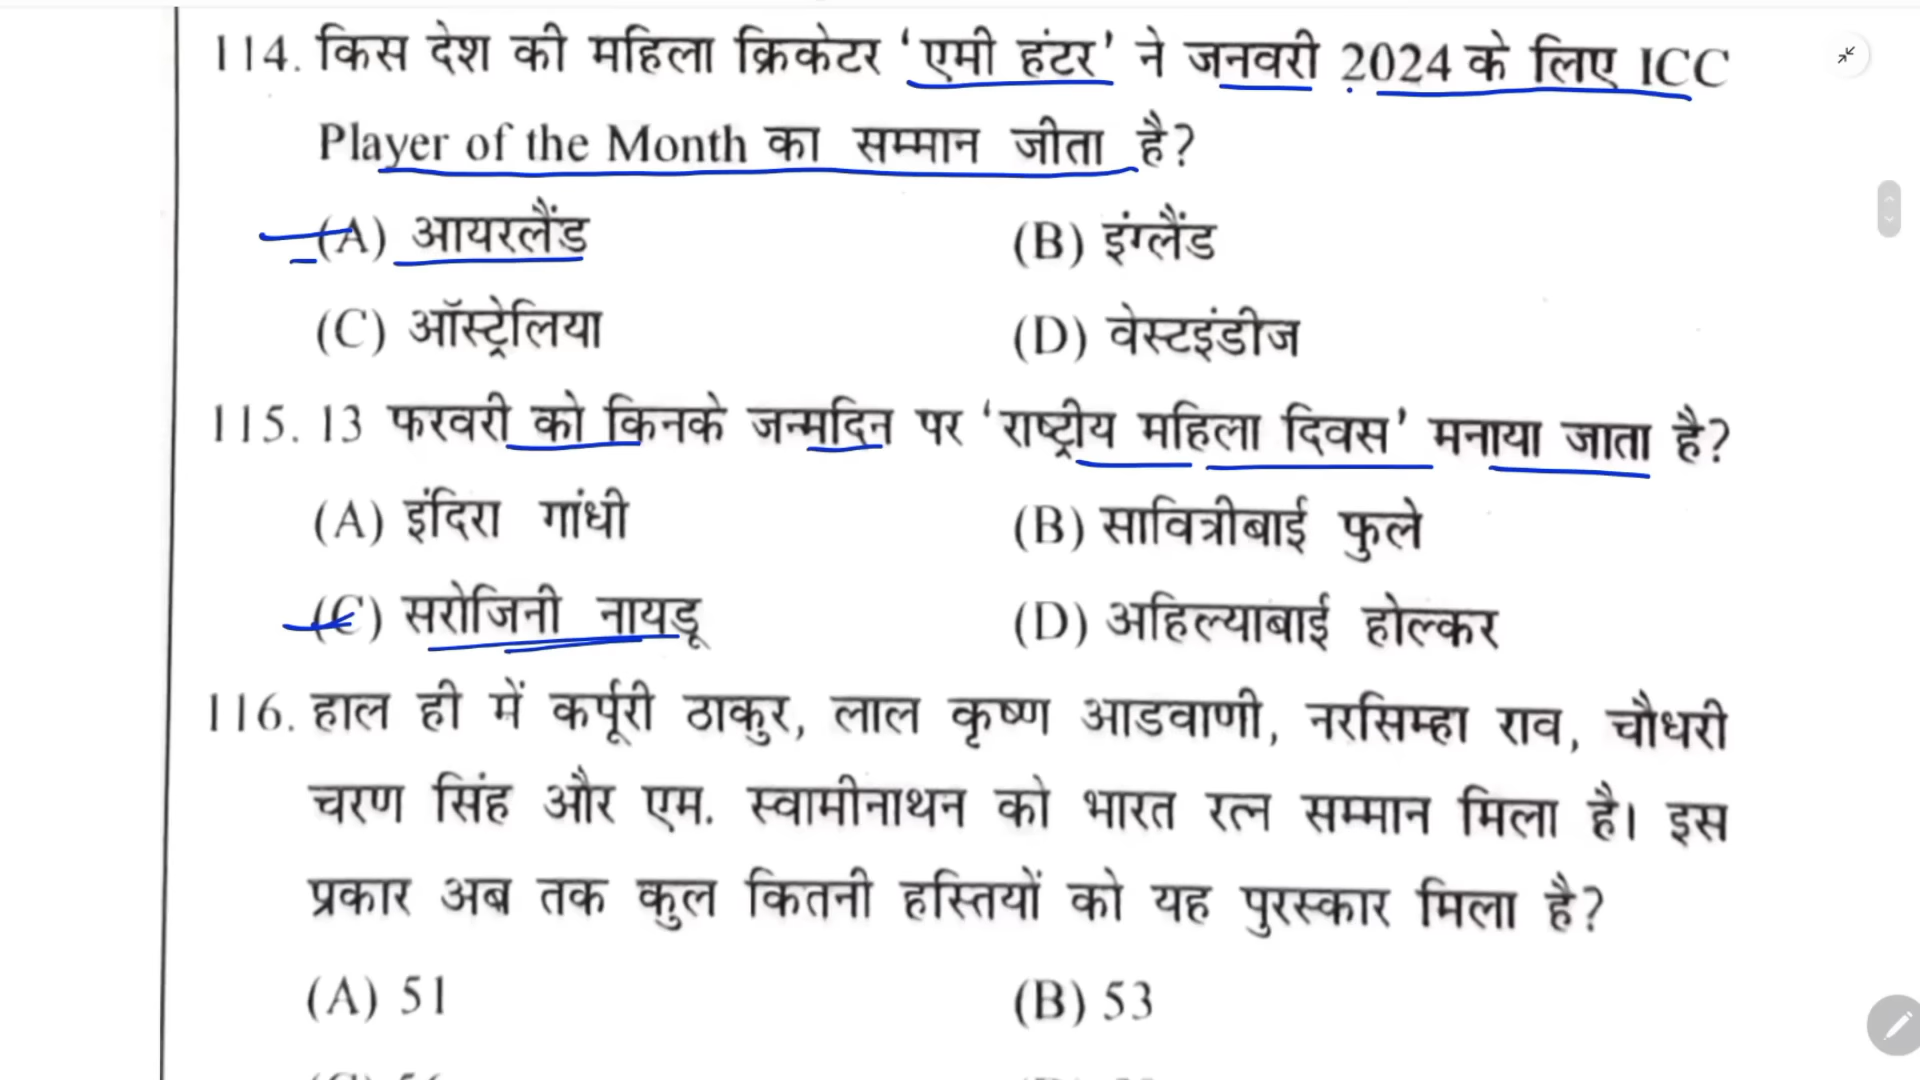 114. किस देश की महिला क्रिकेटर ‘एमी हंटर’ ने जनवरी 2024 के लिए ICC
Player of the Month का सम्मान जीता है?
(A) आयरलैंड (B) इंग्लैंड
(C) ऑस्ट्रेलिया (D) वेस्टइंडीज
115. 13 फरवरी को किनके जन्मदिन पर ‘राष्ट्रीय महिला दिवस’ मनाया जाता है?
(A) इंदिरा गांधी (B) सावित्रीबाई फुले
(C) सरोजिनी नायडू (D) अहिल्याबाई होल्कर
116. हाल ही में कर्पूरी ठाकुर, लाल कृष्ण आडवाणी, नरसिम्हा राव, चौधरी
चरण सिंह और एम. स्वामीनाथन को भारत रत्न सम्मान मिला है। इस
प्रकार अब तक कुल कितनी हस्तियों को यह पुरस्कार मिला है?
(A) 51 (B) 53